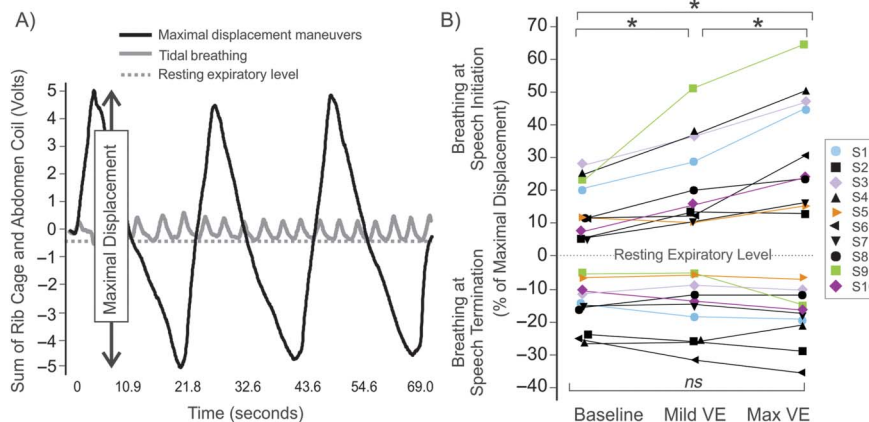 A)
Maximal displacement maneuvers
Tidal breathing
Resting expiratory level
Sum of Rib Cage and Abdomen Coil (Volts)
5
4
3
2
1
0
−1
−2
−3
−4
−5
Maximal Displacement
0 10.9 21.8 32.6 43.6 54.6 69.0
Time (seconds)
B)
Breathing at
Speech Initiation
Breathing at
Speech Termination
(% of Maximal Displacement)
70
60
50
40
30
20
10
0
−10
−20
−30
−40
*
* *
Resting Expiratory Level
ns
Baseline Mild VE Max VE
S1
S2
S3
S4
S5
S6
S7
S8
S9